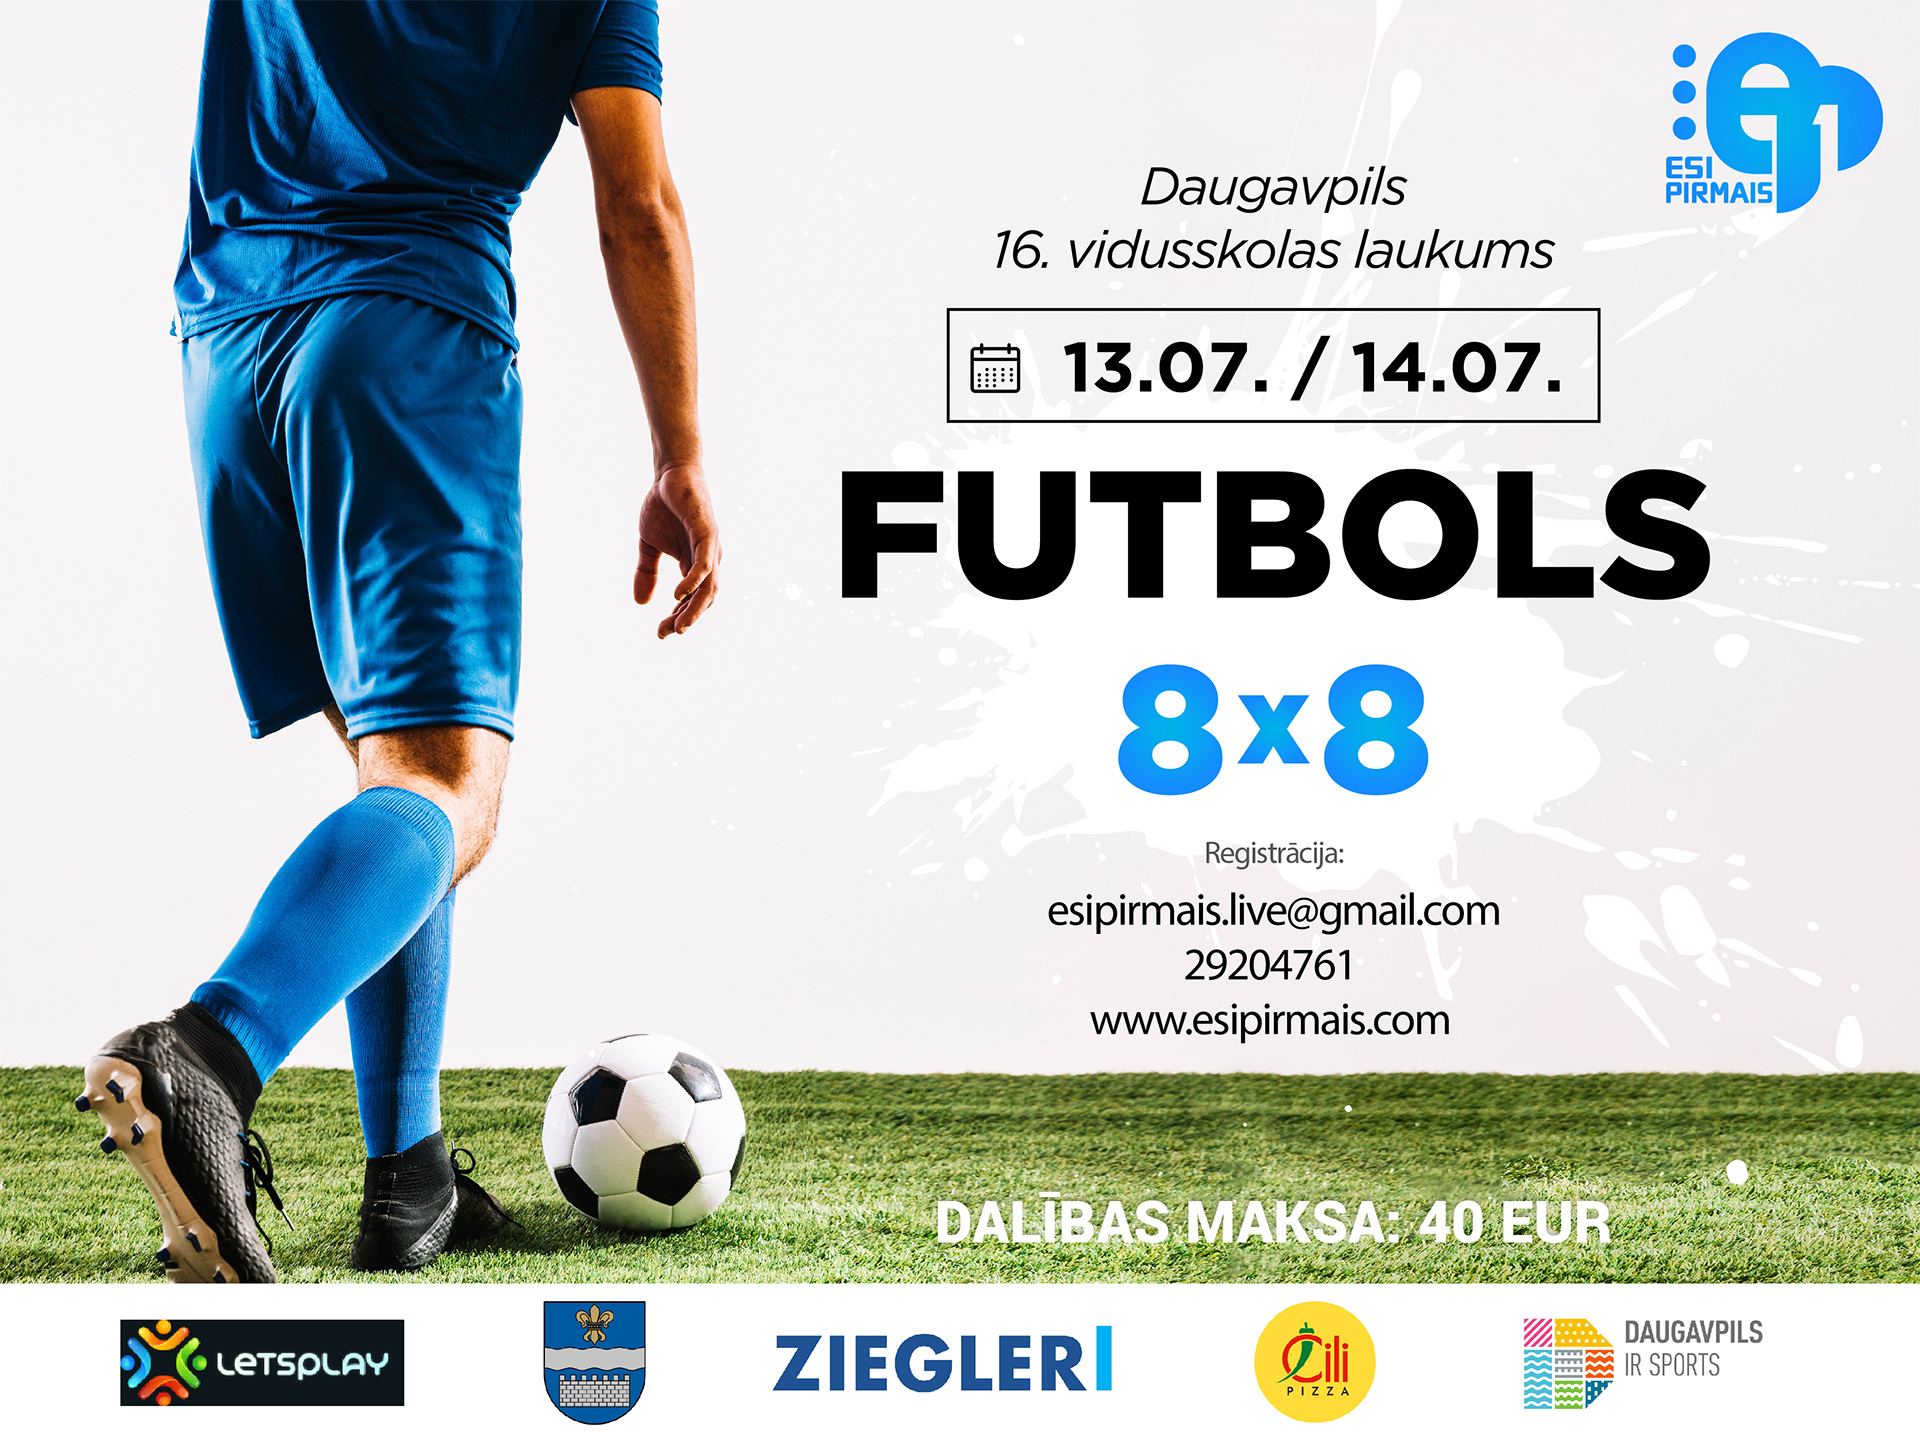 ESI
PIRMAIS
Daugavpils
16. vidusskolas laukums
13.07. / 14.07.
FUTBOLS
8x8
Registrācija:
esipirmais.live@gmail.com
29204761
www.esipirmais.com
DALĪBAS MAKSA: 40 EUR
LETSPLAY
ZIEGLER
Čili
PIZZA
DAUGAVPILS
IR SPORTS